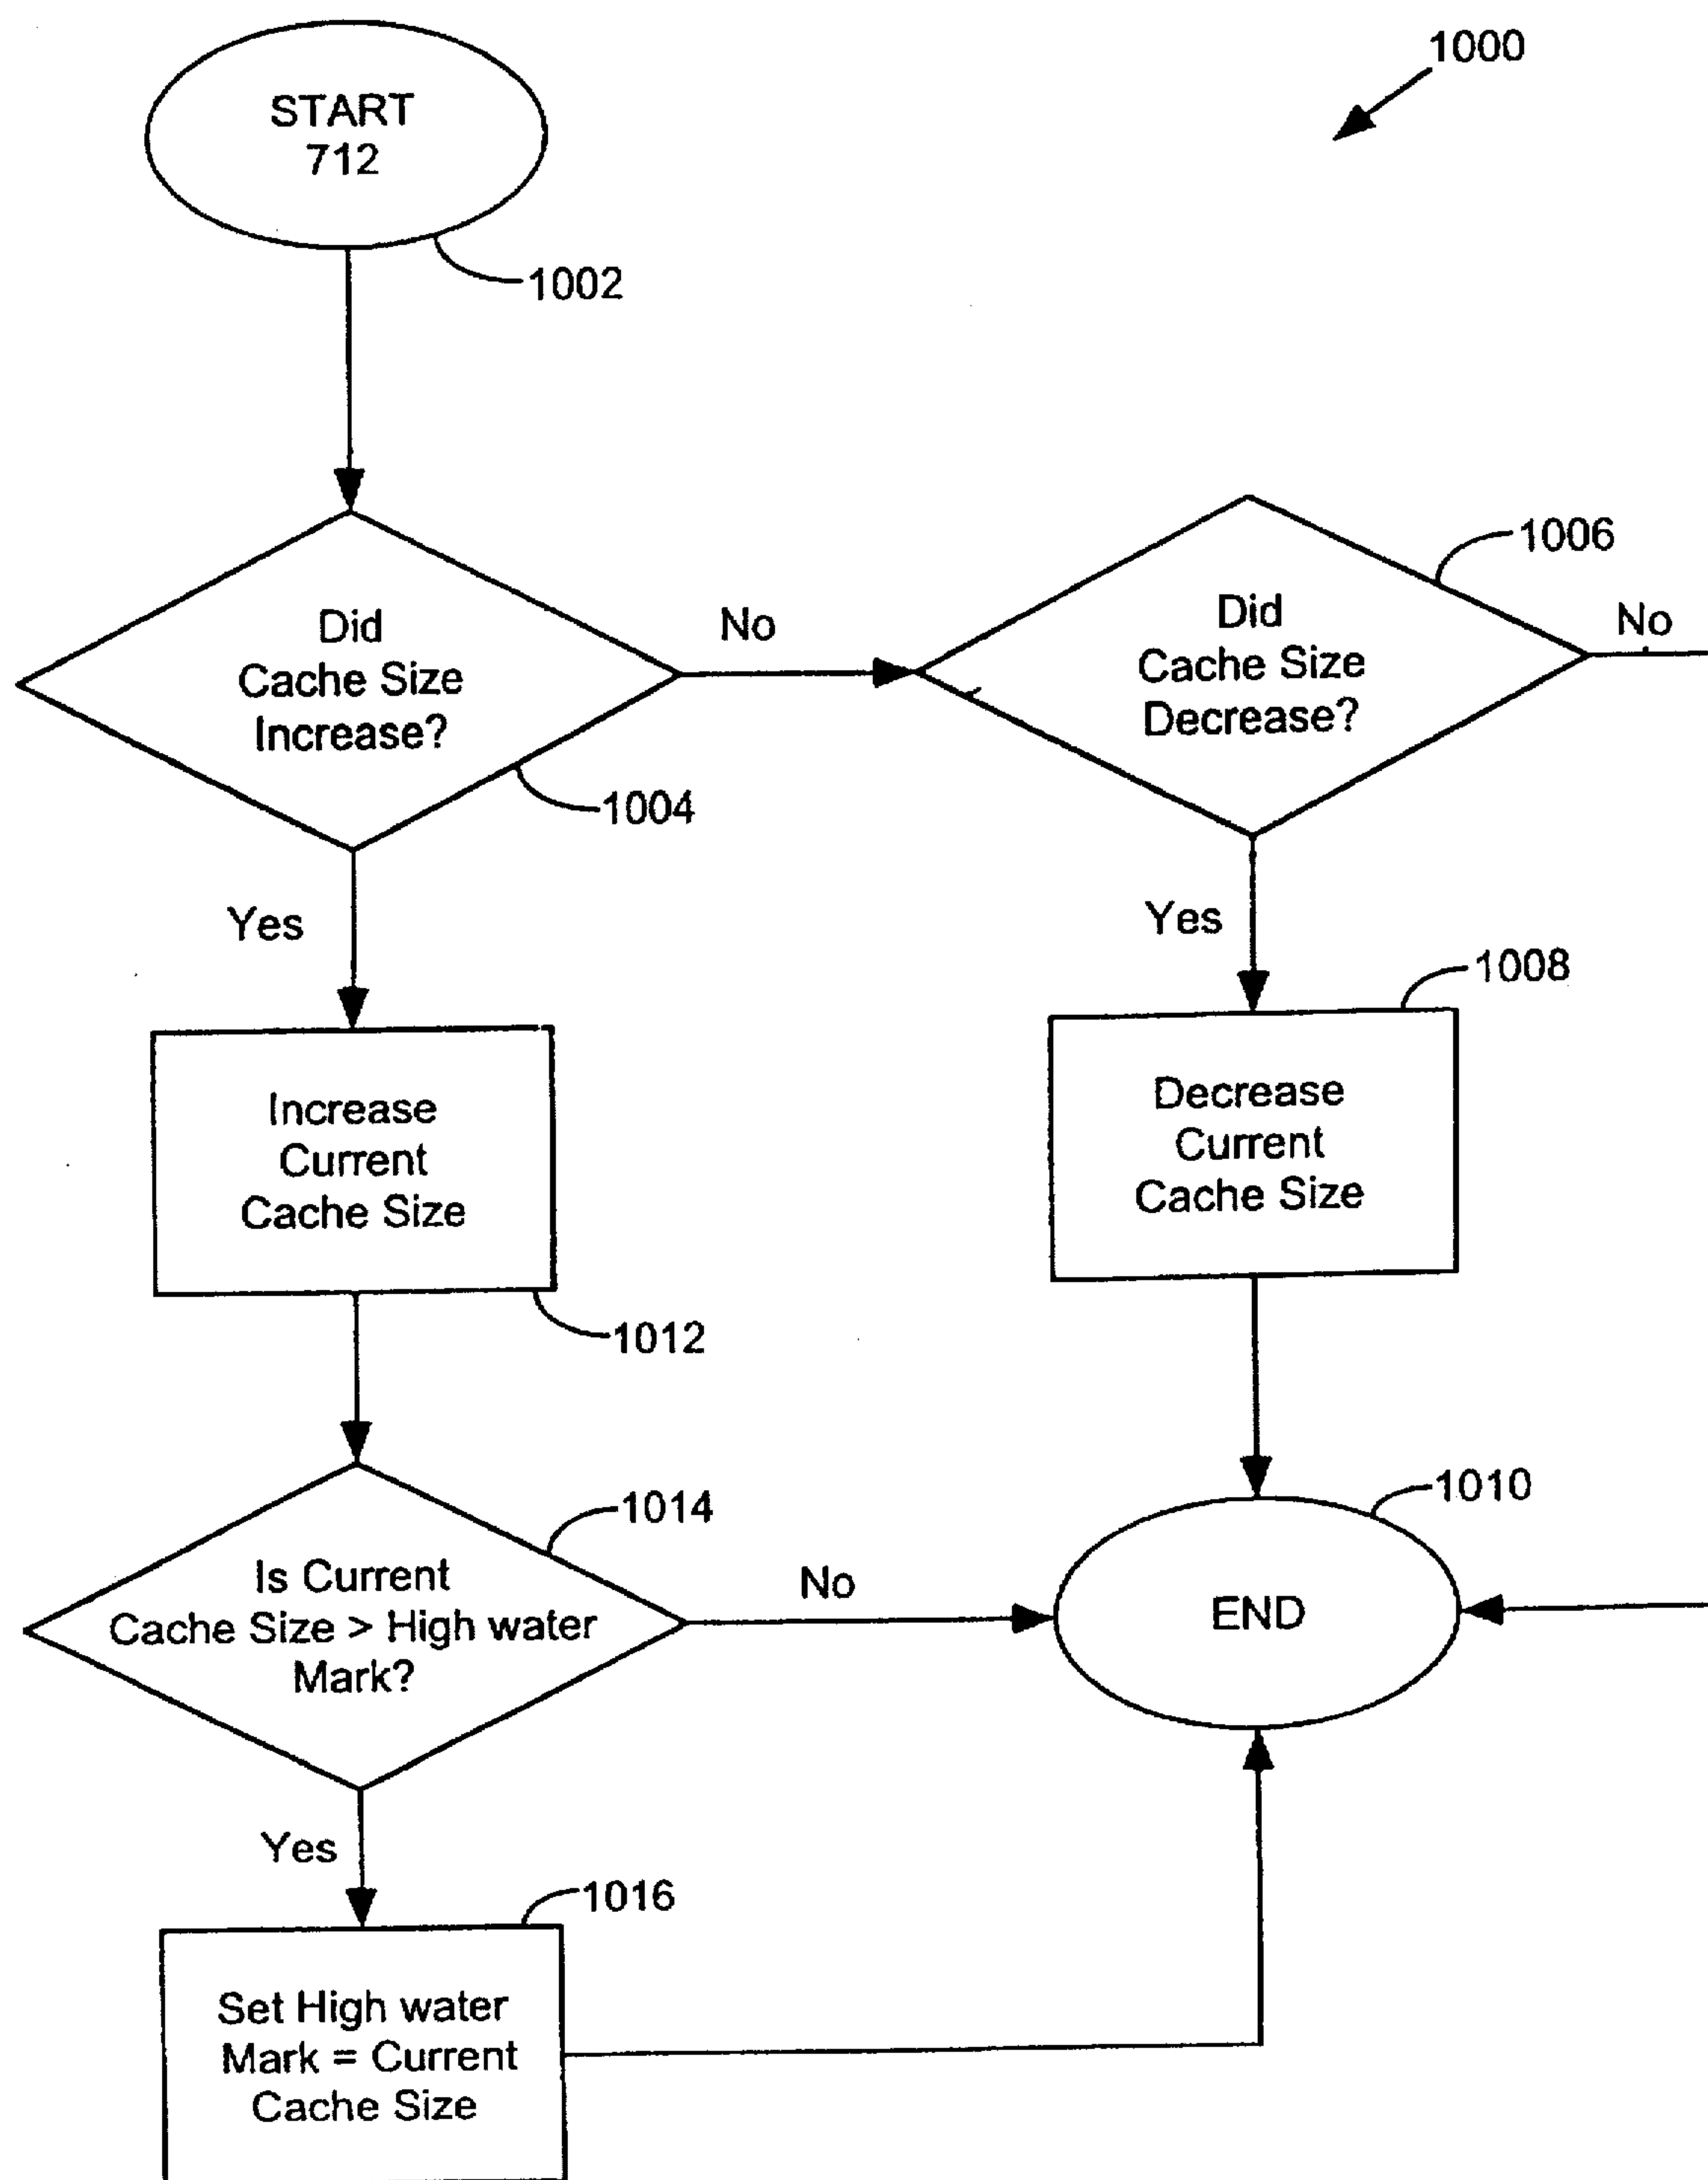 1000
START
712
1002
Did
Cache Size
Increase?
1004
No
Did
Cache Size
Decrease?
1006
No
Yes
Yes
Increase
Current
Cache Size
1012
Decrease
Current
Cache Size
1008
Is Current
Cache Size > High water
Mark?
1014
No
END
1010
Yes
Set High water
Mark = Current
Cache Size
1016